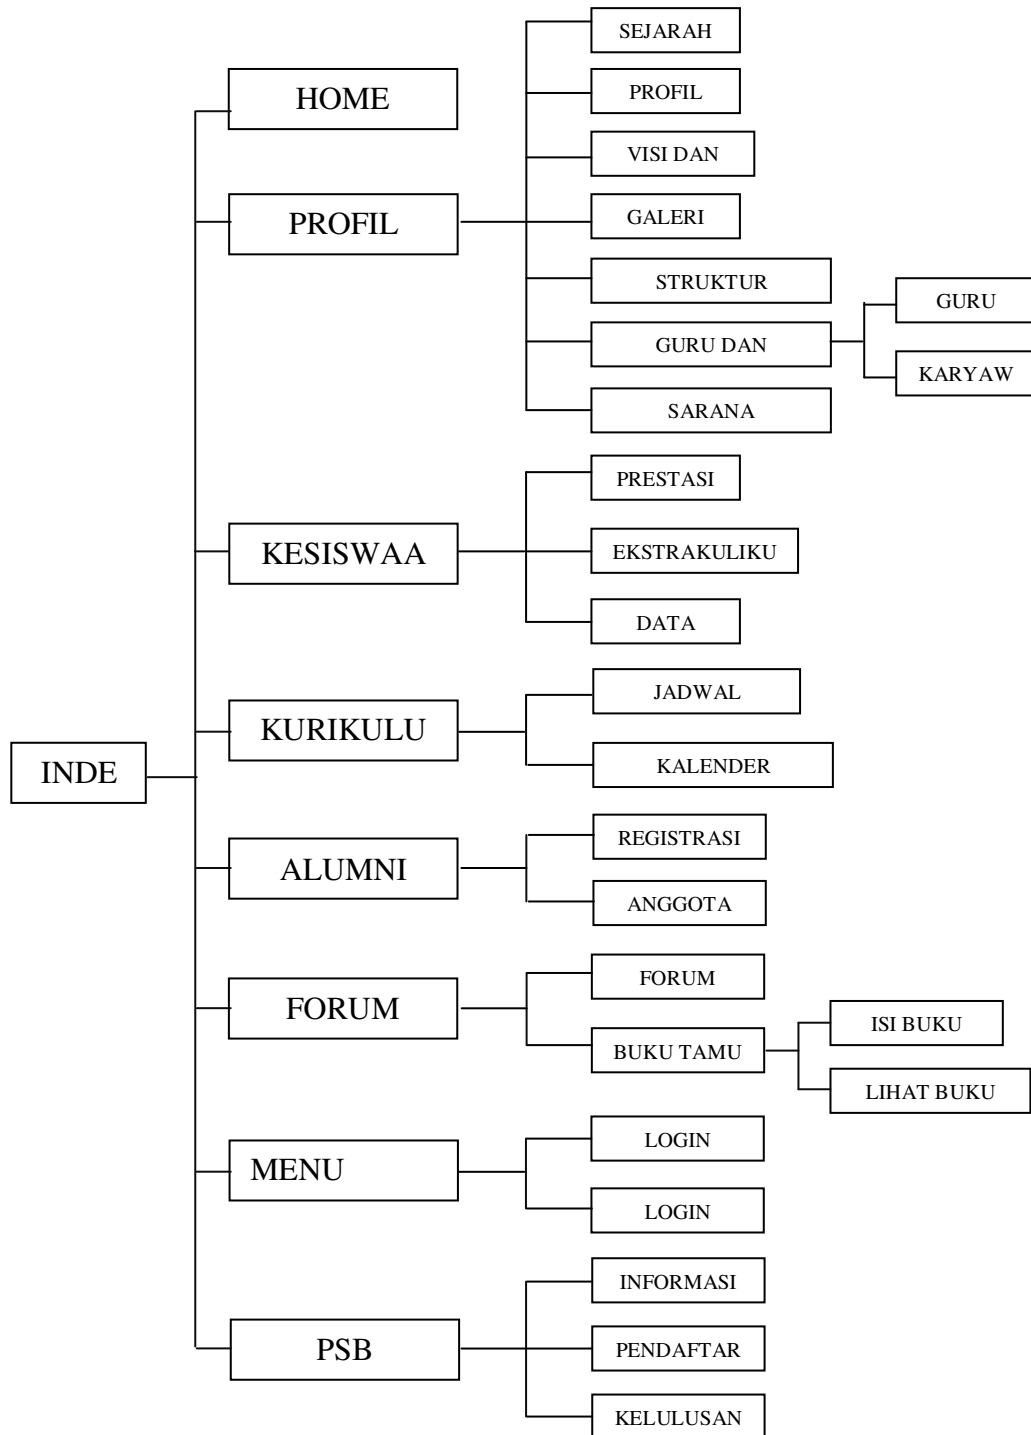 SEJARAH
HOME
PROFIL
VISI DAN
PROFIL
GALERI
STRUKTUR
GURU
GURU DAN
KARYAW
SARANA
PRESTASI
KESISWAA
EKSTRAKULIKU
DATA
JADWAL
KURIKULU
KALENDER
INDE
REGISTRASI
ALUMNI
ANGGOTA
FORUM
FORUM
ISI BUKU
BUKU TAMU
LIHAT BUKU
LOGIN
MENU
LOGIN
INFORMASI
PSB
PENDAFTAR
KELULUSAN